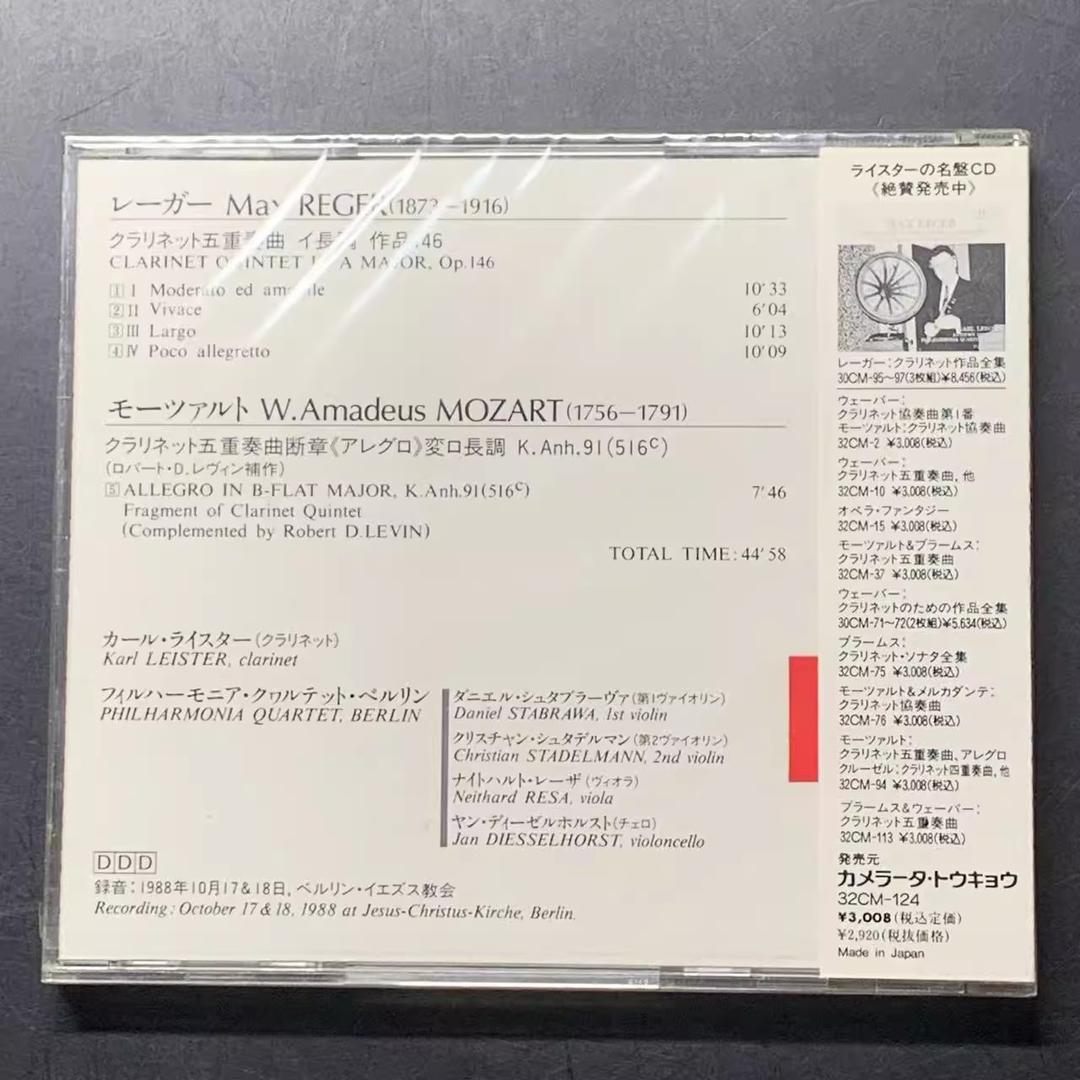 レーガー Max REGER(1873-1916)
クラリネット五重奏曲 イ長調 作品146
CLARINET QUINTET IN A MAJOR, Op.146
1 I Moderato ed amabile 10'33
2 II Vivace 6'04
3 III Largo 10'13
4 IV Poco allegretto 10'09
モーツァルト W.Amadeus MOZART(1756-1791)
クラリネット五重奏曲断章《アレグロ》変ロ長調 K.Anh.91(516c)
(ロバート・D.レヴィン補作)
5 ALLEGRO IN B-FLAT MAJOR, K.Anh.91(516c) 7'46
Fragment of Clarinet Quintet
(Complemented by Robert D.LEVIN)
TOTAL TIME:44'58
カール・ライスター(クラリネット)
Karl LEISTER, clarinet
フィルハーモニア・クヮルテット・ベルリン
PHILHARMONIA QUARTET, BERLIN
ダニエル・シュタブラーヴァ(第1ヴァイオリン)
Daniel STABRAWA, 1st violin
クリスチャン・シュタデルマン(第2ヴァイオリン)
Christian STADELMANN, 2nd violin
ナイトハルト・レーザ(ヴィオラ)
Neithard RESA, viola
ヤン・ディーゼルホルスト(チェロ)
Jan DIESSELHORST, violoncello
DDD
録音:1988年10月17&18日, ベルリン・イエズス教会
Recording: October 17&18, 1988 at Jesus-Christus-Kirche, Berlin.
ライスターの名盤CD
《絶賛発売中》
レーガー:クラリネット作品全集
30CM-95~97(3枚組)¥8,456(税込)
ウェーバー:
クラリネット協奏曲第1番
モーツァルト:クラリネット協奏曲
32CM-2 ¥3,008(税込)
ウェーバー:
クラリネット五重奏曲, 他
32CM-10 ¥3,008(税込)
オペラ・ファンタジー
32CM-15 ¥3,008(税込)
モーツァルト&ブラームス:
クラリネット五重奏曲
32CM-37 ¥3,008(税込)
ウェーバー:
クラリネットのための作品全集
30CM-71~72(2枚組)¥5,634(税込)
ブラームス:
クラリネット・ソナタ全集
32CM-75 ¥3,008(税込)
モーツァルト&メルカダンテ:
クラリネット協奏曲
32CM-76 ¥3,008(税込)
モーツァルト:
クラリネット五重奏曲、アレグロ
クルーゼル:クラリネット四重奏曲, 他
32CM-94 ¥3,008(税込)
ブラームス&ウェーバー:
クラリネット五重奏曲
32CM-113 ¥3,008(税込)
発売元
カメラータ・トウキョウ
32CM-124
¥3,008(税込定価)
¥2,920(税抜価格)
Made in Japan